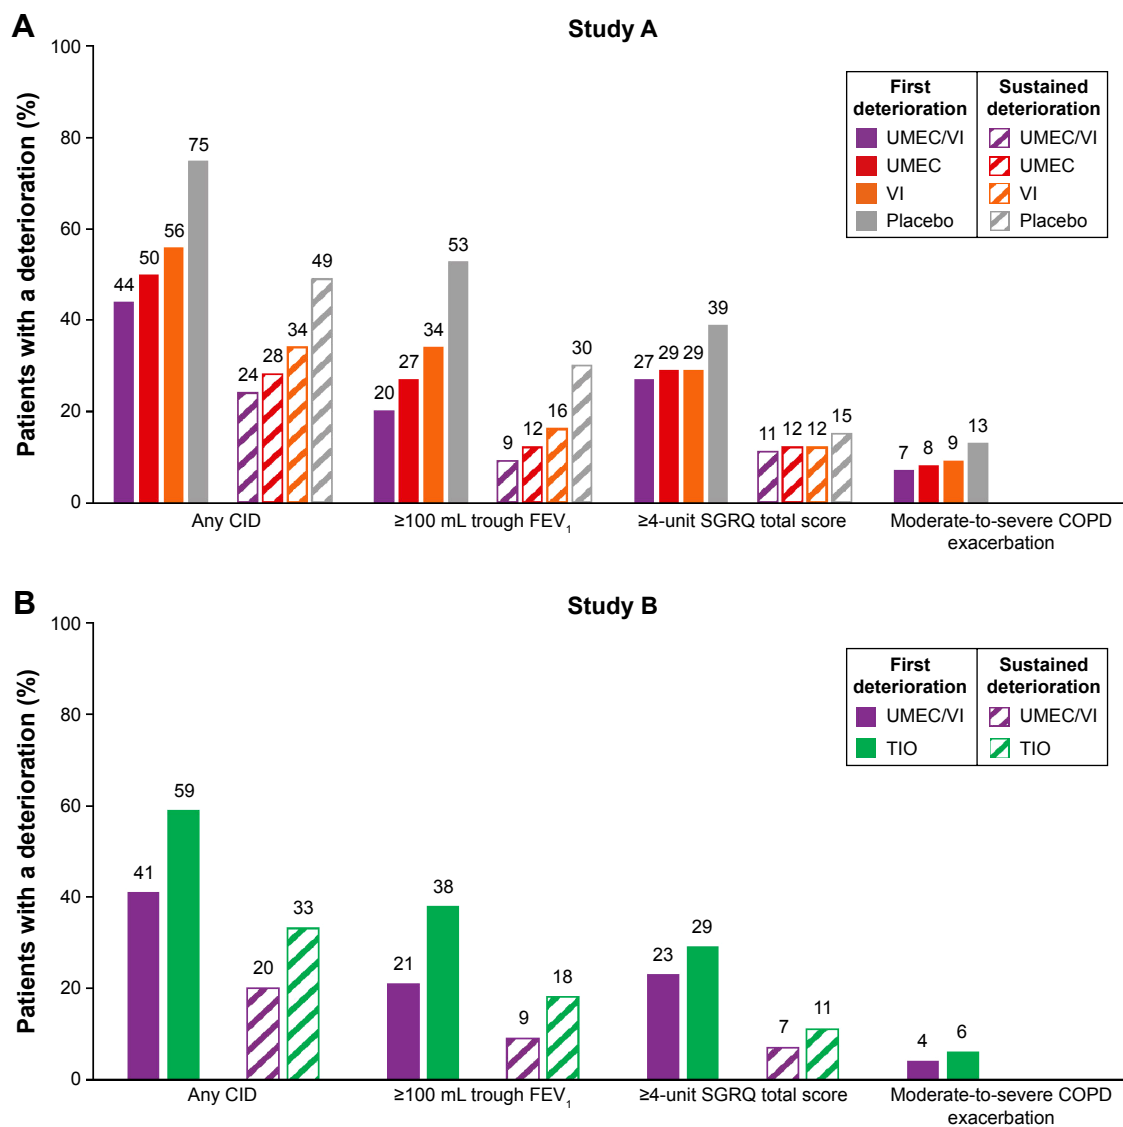 A
Study A
Patients with a deterioration (%)
100
80
60
40
20
0
First deterioration
Sustained deterioration
UMEC/VI
UMEC/VI
UMEC
UMEC
VI
VI
Placebo
Placebo
44
50
56
75
24
28
34
49
20
27
34
53
9
12
16
30
27
29
29
39
11
12
12
15
7
8
9
13
Any CID
≥100 mL trough FEV₁
≥4-unit SGRQ total score
Moderate-to-severe COPD
exacerbation
B
Study B
Patients with a deterioration (%)
100
80
60
40
20
0
First deterioration
Sustained deterioration
UMEC/VI
UMEC/VI
TIO
TIO
41
59
20
33
21
38
9
18
23
29
7
11
4
6
Any CID
≥100 mL trough FEV₁
≥4-unit SGRQ total score
Moderate-to-severe COPD
exacerbation